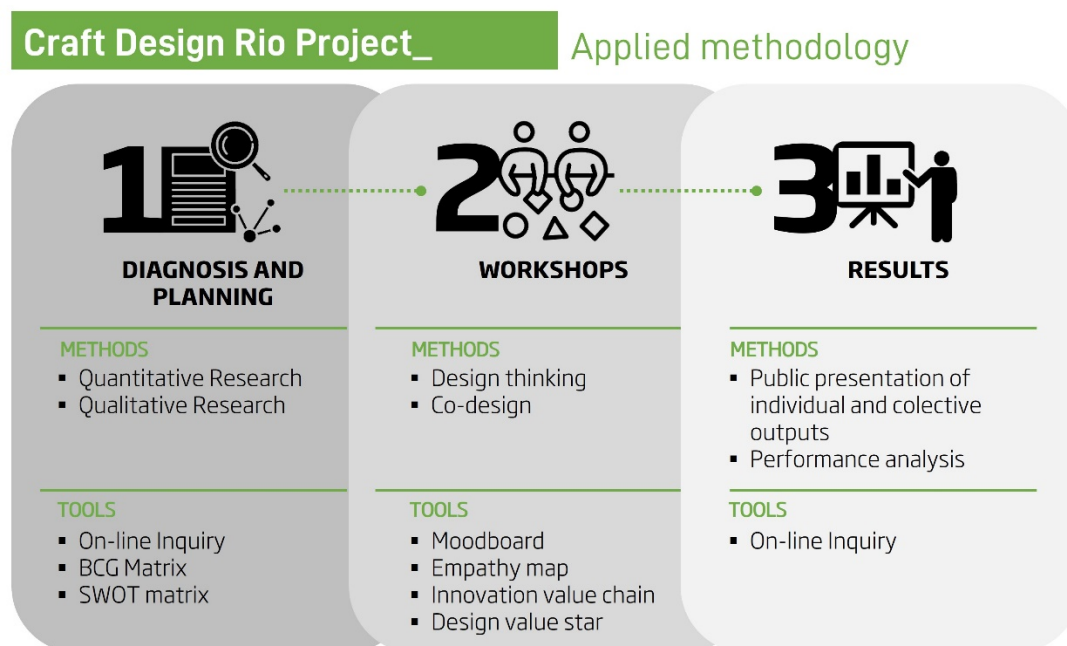 Craft Design Rio Project_
Applied methodology
1
DIAGNOSIS AND
PLANNING
METHODS
▪ Quantitative Research
▪ Qualitative Research
TOOLS
▪ On-line Inquiry
▪ BCG Matrix
▪ SWOT matrix
2
WORKSHOPS
METHODS
▪ Design thinking
▪ Co-design
TOOLS
▪ Moodboard
▪ Empathy map
▪ Innovation value chain
▪ Design value star
3
RESULTS
METHODS
▪ Public presentation of
individual and colective
outputs
▪ Performance analysis
TOOLS
▪ On-line Inquiry